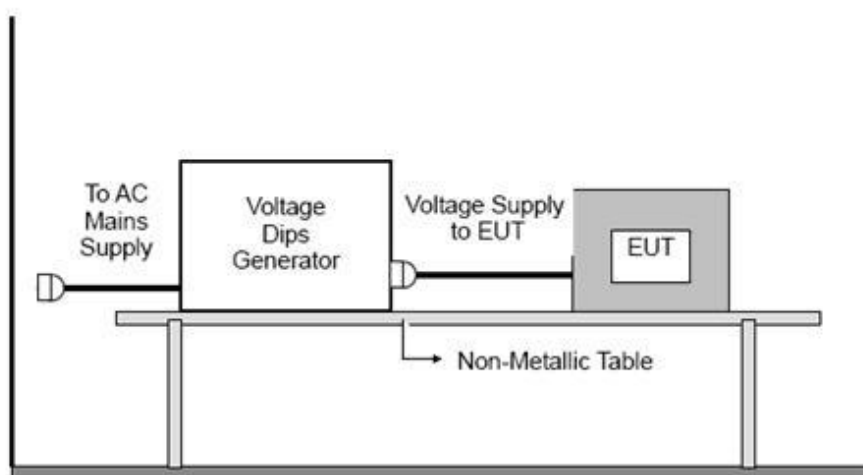 To AC
Mains
Supply
Voltage
Dips
Generator
Voltage Supply
to EUT
EUT
Non-Metallic Table